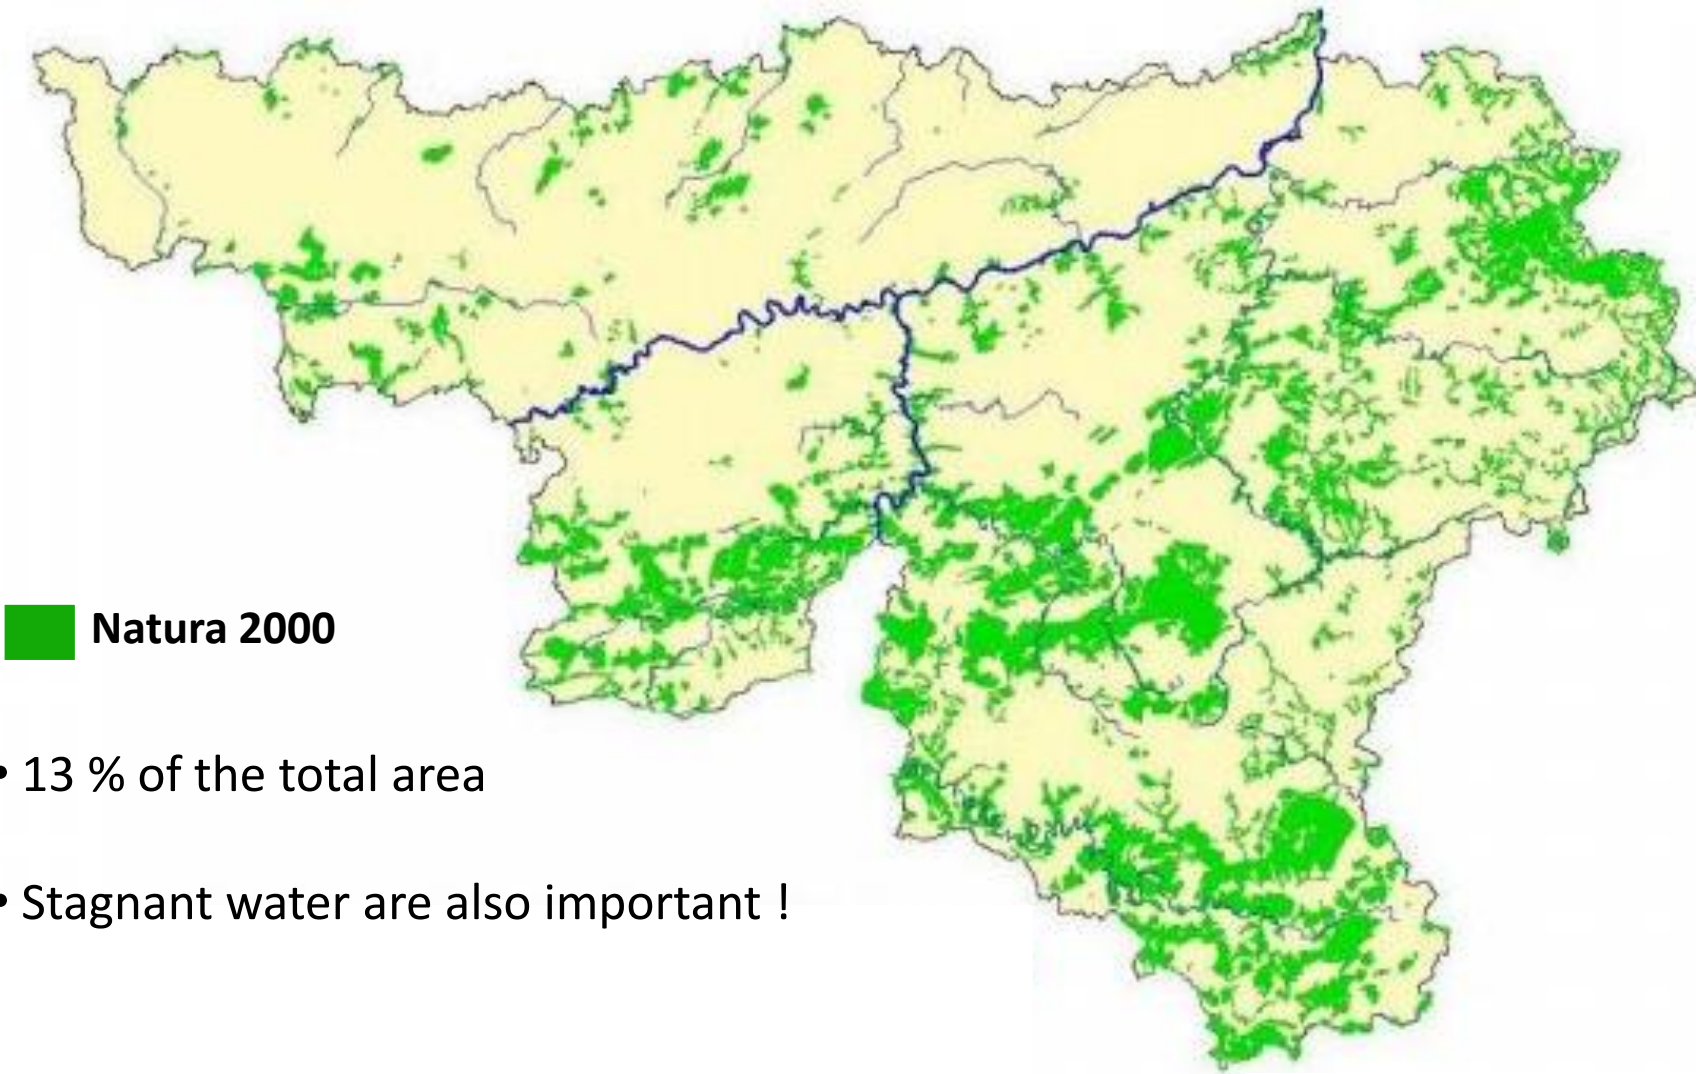 Natura 2000
• 13 % of the total area
• Stagnant water are also important !